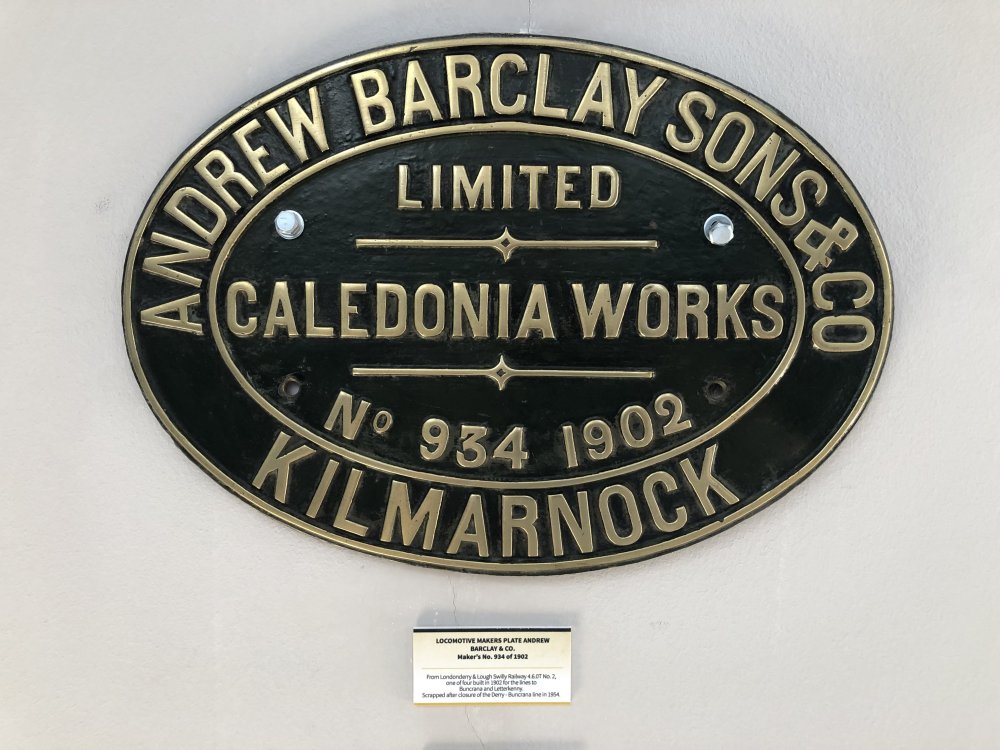 ANDREW BARCLAY SONS & CO
LIMITED
CALEDONIA WORKS
No 934 1902
KILMARNOCK
LOCOMOTIVE MAKERS PLATE ANDREW
BARCLAY & CO.
Maker's No. 934 of 1902
From Londonderry & Lough Swilly Railway 4.6.0T No. 2,
one of four built in 1902 for the lines to
Buncrana and Letterkenny.
Scrapped after closure of the Derry - Buncrana line in 1954.